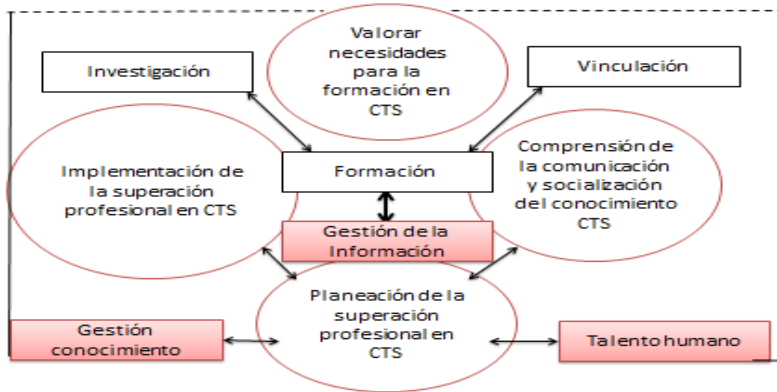 Valorar
necesidades
para la
formación en
CTS
Investigación
Vinculación
Implementación de
la superación
profesional en CTS
Formación
Comprensión de
la comunicación
y socialización
del conocimiento
CTS
Gestión de la
Información
Planeación de la
superación
profesional en
CTS
Gestión
conocimiento
Talento humano